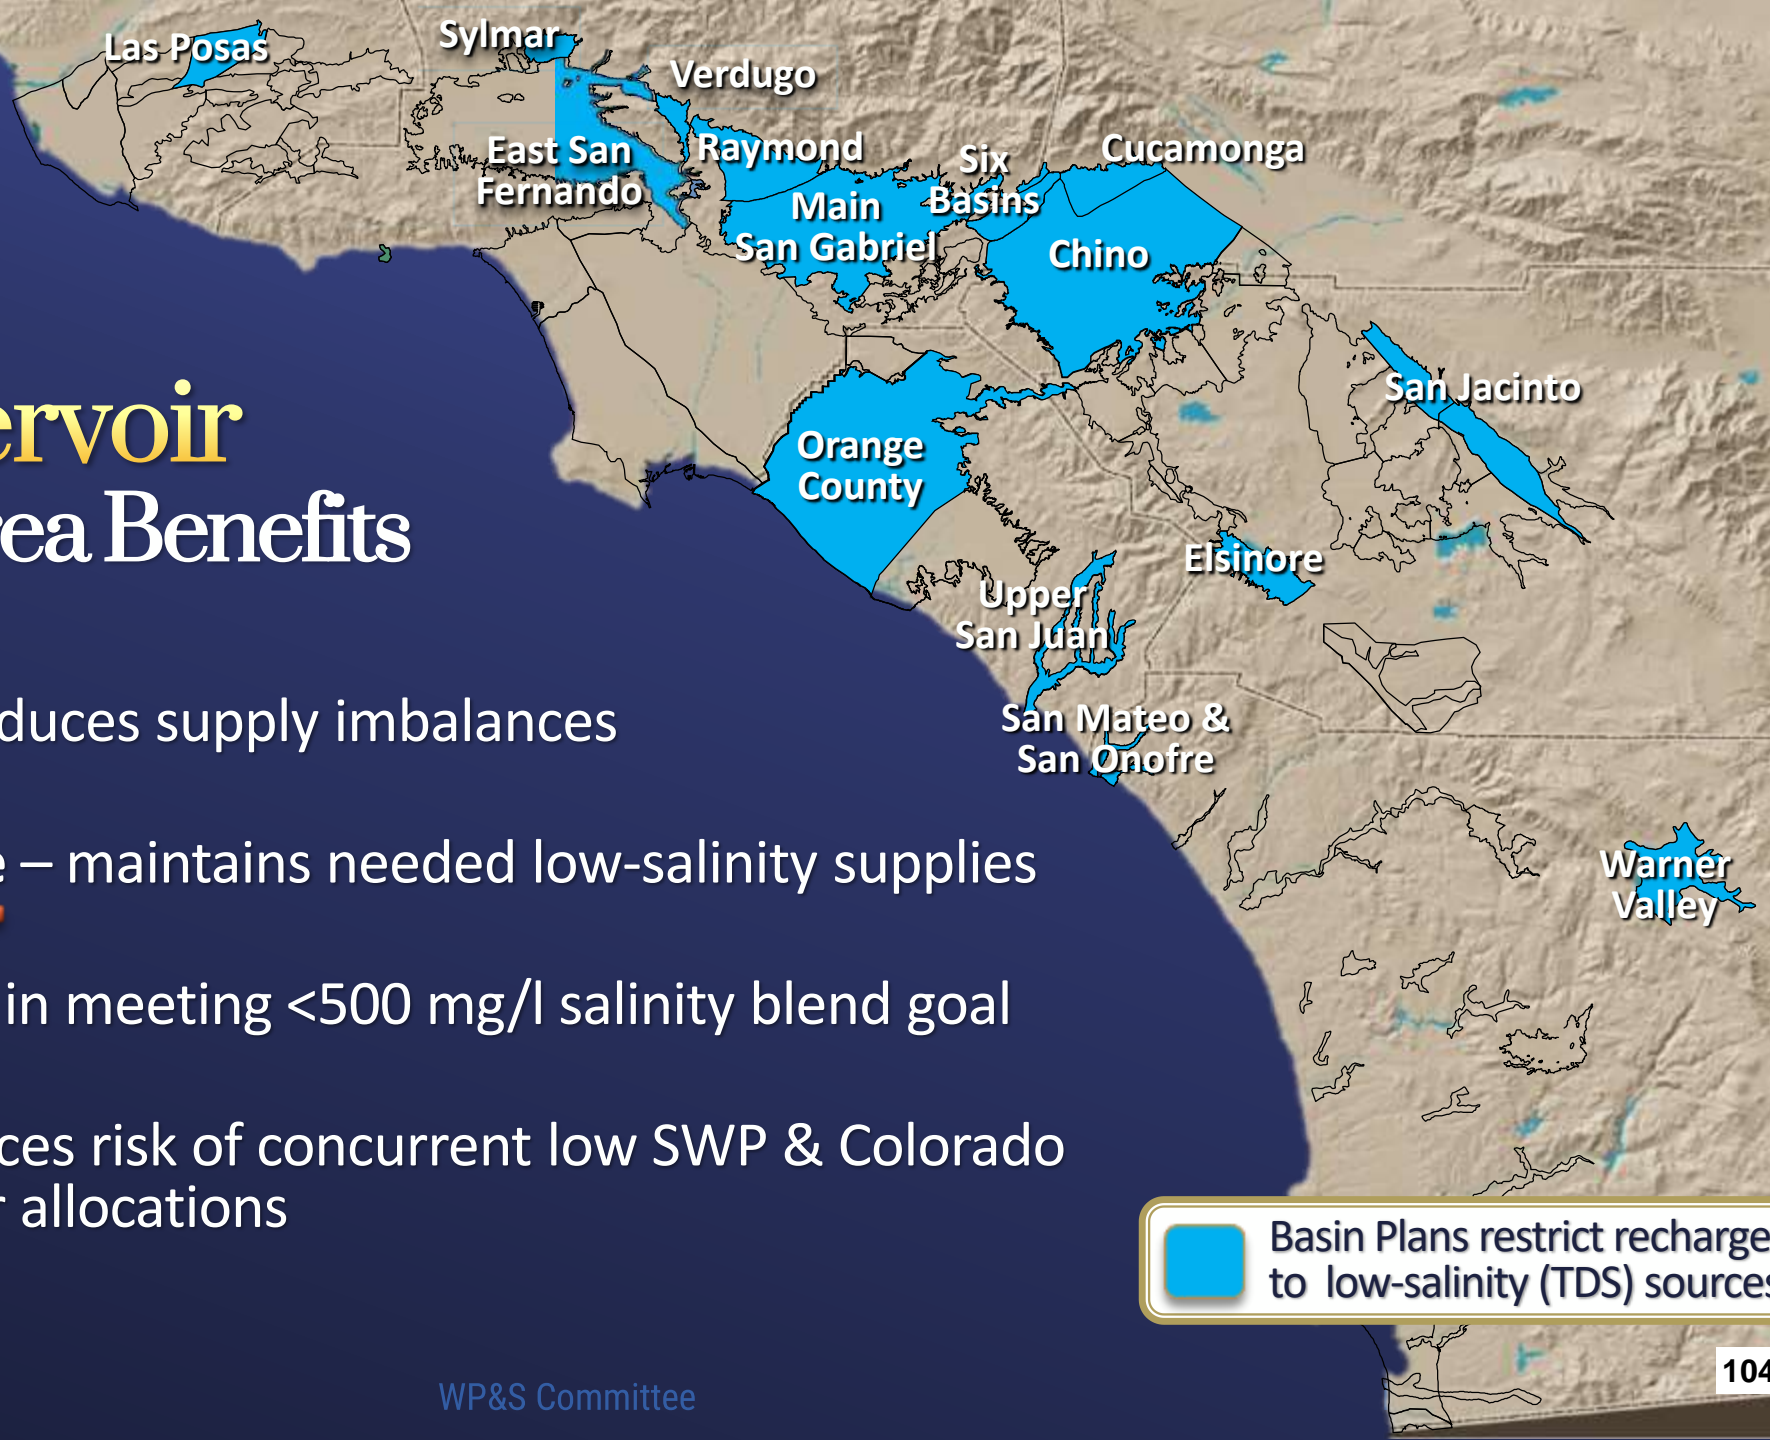 Las Posas
Sylmar
Verdugo
East San
Fernando
Raymond
Main
San Gabriel
Six
Basins
Cucamonga
Chino
San Jacinto
Orange
County
Elsinore
Upper
San Juan
San Mateo &
San Onofre
Warner
Valley
ervoir
rea Benefits
duces supply imbalances
e – maintains needed low-salinity supplies
in meeting <500 mg/l salinity blend goal
ces risk of concurrent low SWP & Colorado
r allocations
Basin Plans restrict recharge
to low-salinity (TDS) sources
WP&S Committee
104